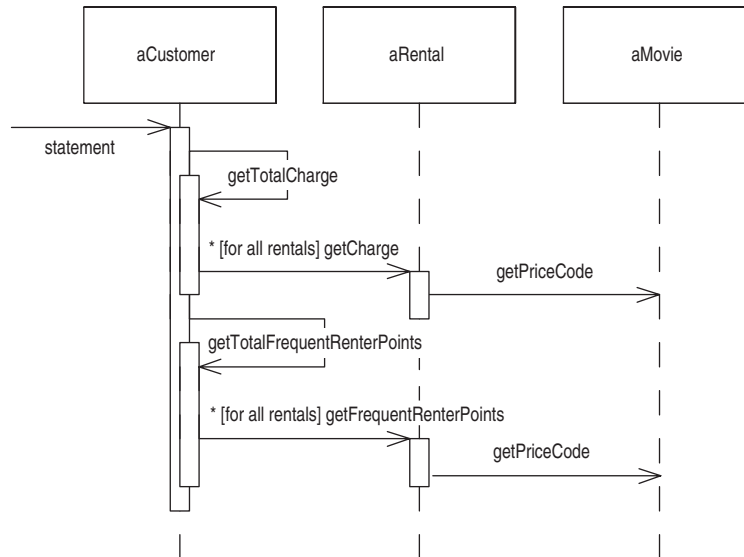 aCustomer
aRental
aMovie
statement
getTotalCharge
* [for all rentals] getCharge
getPriceCode
getTotalFrequentRenterPoints
* [for all rentals] getFrequentRenterPoints
getPriceCode